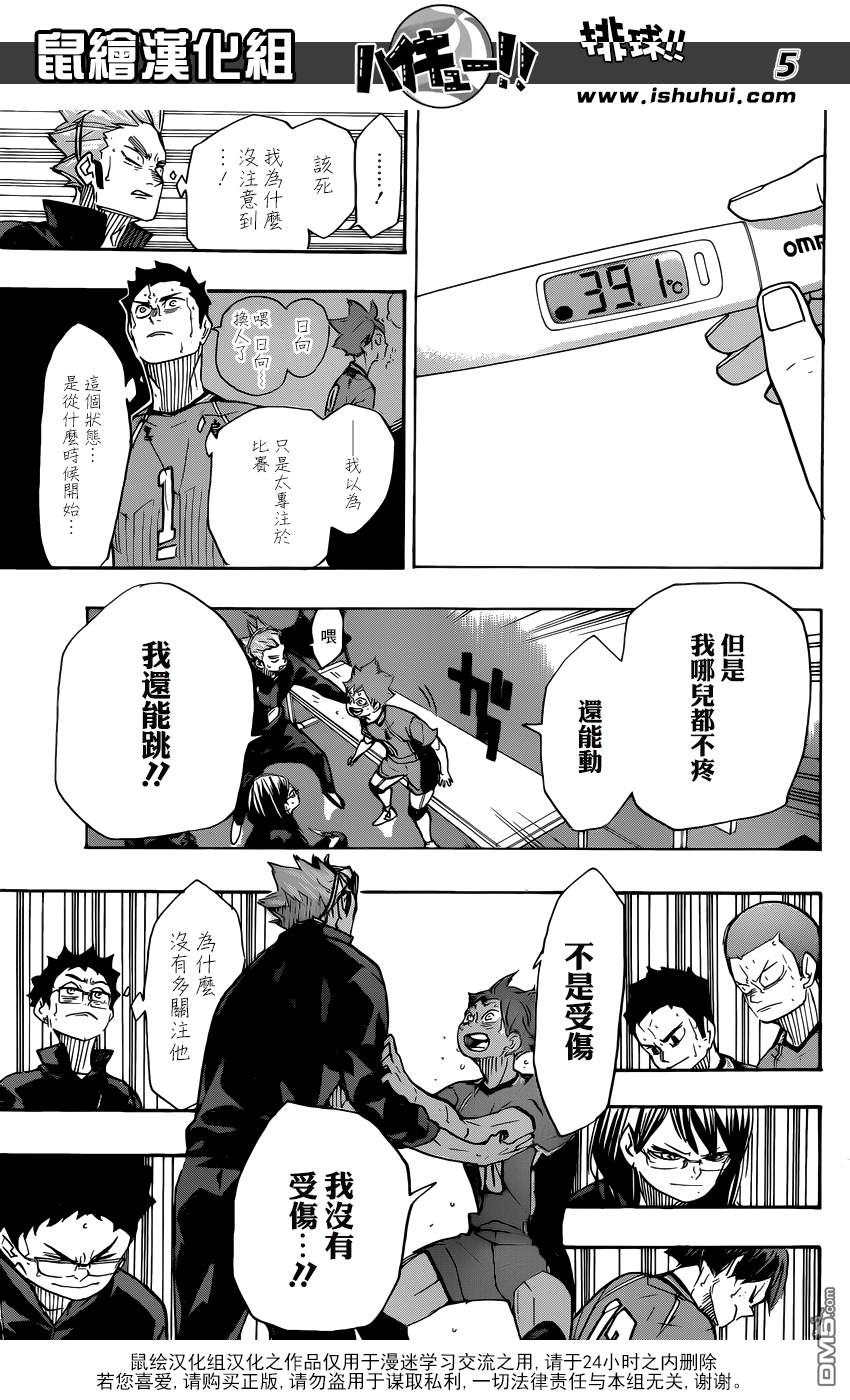 鼠繪漢化組
ハイキュー!!
排球!!
5
www.ishuhui.com
39.1℃
OMR
……!
該死
我為什麼
沒注意到
…!
日向
喂 日向~
換人了
——我以為
只是太專注於
比賽
這個狀態…
是從什麼時候開始…
但是
我哪兒都不疼
還能動
ガッ
喂
我還能跳!!
不是受傷
為什麼
沒有多關注他
我沒有
受傷…!!
DM5.com
鼠绘汉化组汉化之作品仅用于漫迷学习交流之用, 请于24小时之内删除
若您喜爱, 请购买正版, 请勿盗用于谋取私利, 一切法律责任与本组无关, 谢谢.